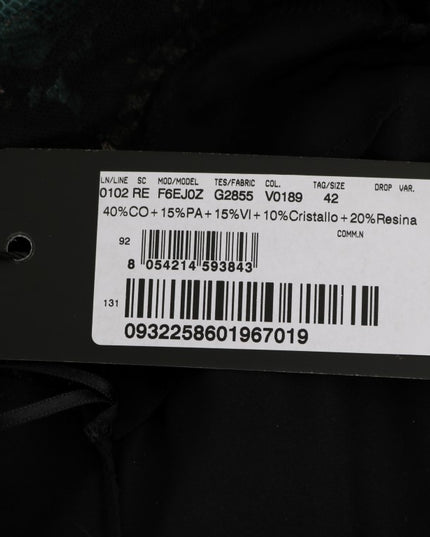 LN/LINE SC MOD/MODEL TES/FABRIC COL. TAG/SIZE DROP VAR.
0102 RE F6EJ0Z G2855 V0189 42
40%CO+15%PA+15%VI+10%Cristallo+20%Resina
COMM.N
92
8 054214 593843
131
0932258601967019